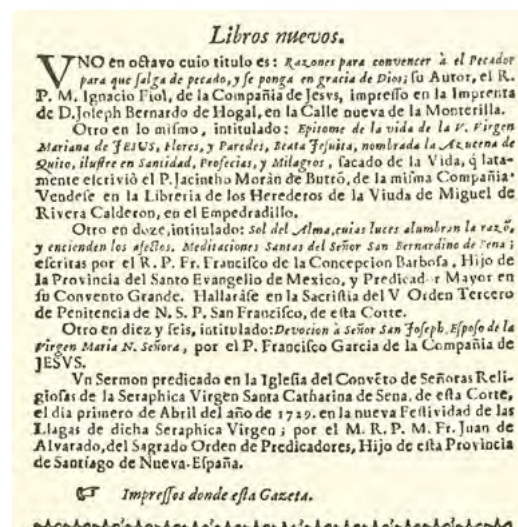 Libros nuevos.
VNO en octavo cuio titulo es: Razones para convencer à el Pecador
para que salga de pecado, y se ponga en gracia de Dios; su Autor, el R.
P. M. Ignacio Fiol, de la Compañia de Jesvs, impresso en la Imprenta
de D. Joseph Bernardo de Hogal, en la Calle nueva de la Monterilla.
Otro en lo mismo, intitulado: Epitome de la vida de la V. Virgen
Mariana de JESUS, Flores, y Paredes, Beata Jesuita, nombrada la Azucena de
Quito, ilustre en Santidad, Profecias, y Milagros, sacado de la Vida, q̃ lata-
mente escrivió el P. Jacintho Moràn de Butrõ, de la misma Compañia.
Vendese en la Libreria de los Herederos de la Viuda de Miguel de
Rivera Calderon, en el Empedradillo.
Otro en doze, intitulado: Sol del Alma, cuias luces alumbran la razõ,
y encienden los afectos. Meditaciones Santas del Señor San Bernardino de Sena;
escritas por el R. P. Fr. Francisco de la Concepcion Barbosa, Hijo de
la Provincia del Santo Evangelio de Mexico, y Predicador Mayor en
su Convento Grande. Hallaràse en la Sacristia del V Orden Tercero
de Penitencia de N. S. P. San Francisco, de esta Corte.
Otro en diez y seis, intitulado: Devocion à Señor San Joseph, Esposo de la
Virgen Maria N. Señora, por el P. Francisco Garcia de la Compañia de
JESVS.
Vn Sermon predicado en la Iglesia del Convẽto de Señoras Reli-
giosas de la Seraphica Virgen Santa Catharina de Sena, de esta Corte,
el dia primero de Abril del año de 1729. en la nueva Festividad de las
Llagas de dicha Seraphica Virgen; por el M. R. P. M. Fr. Juan de
Alvarado, del Sagrado Orden de Predicadores, Hijo de esta Provincia
de Santiago de Nueva-España.
☞ Impressos donde esta Gazeta.